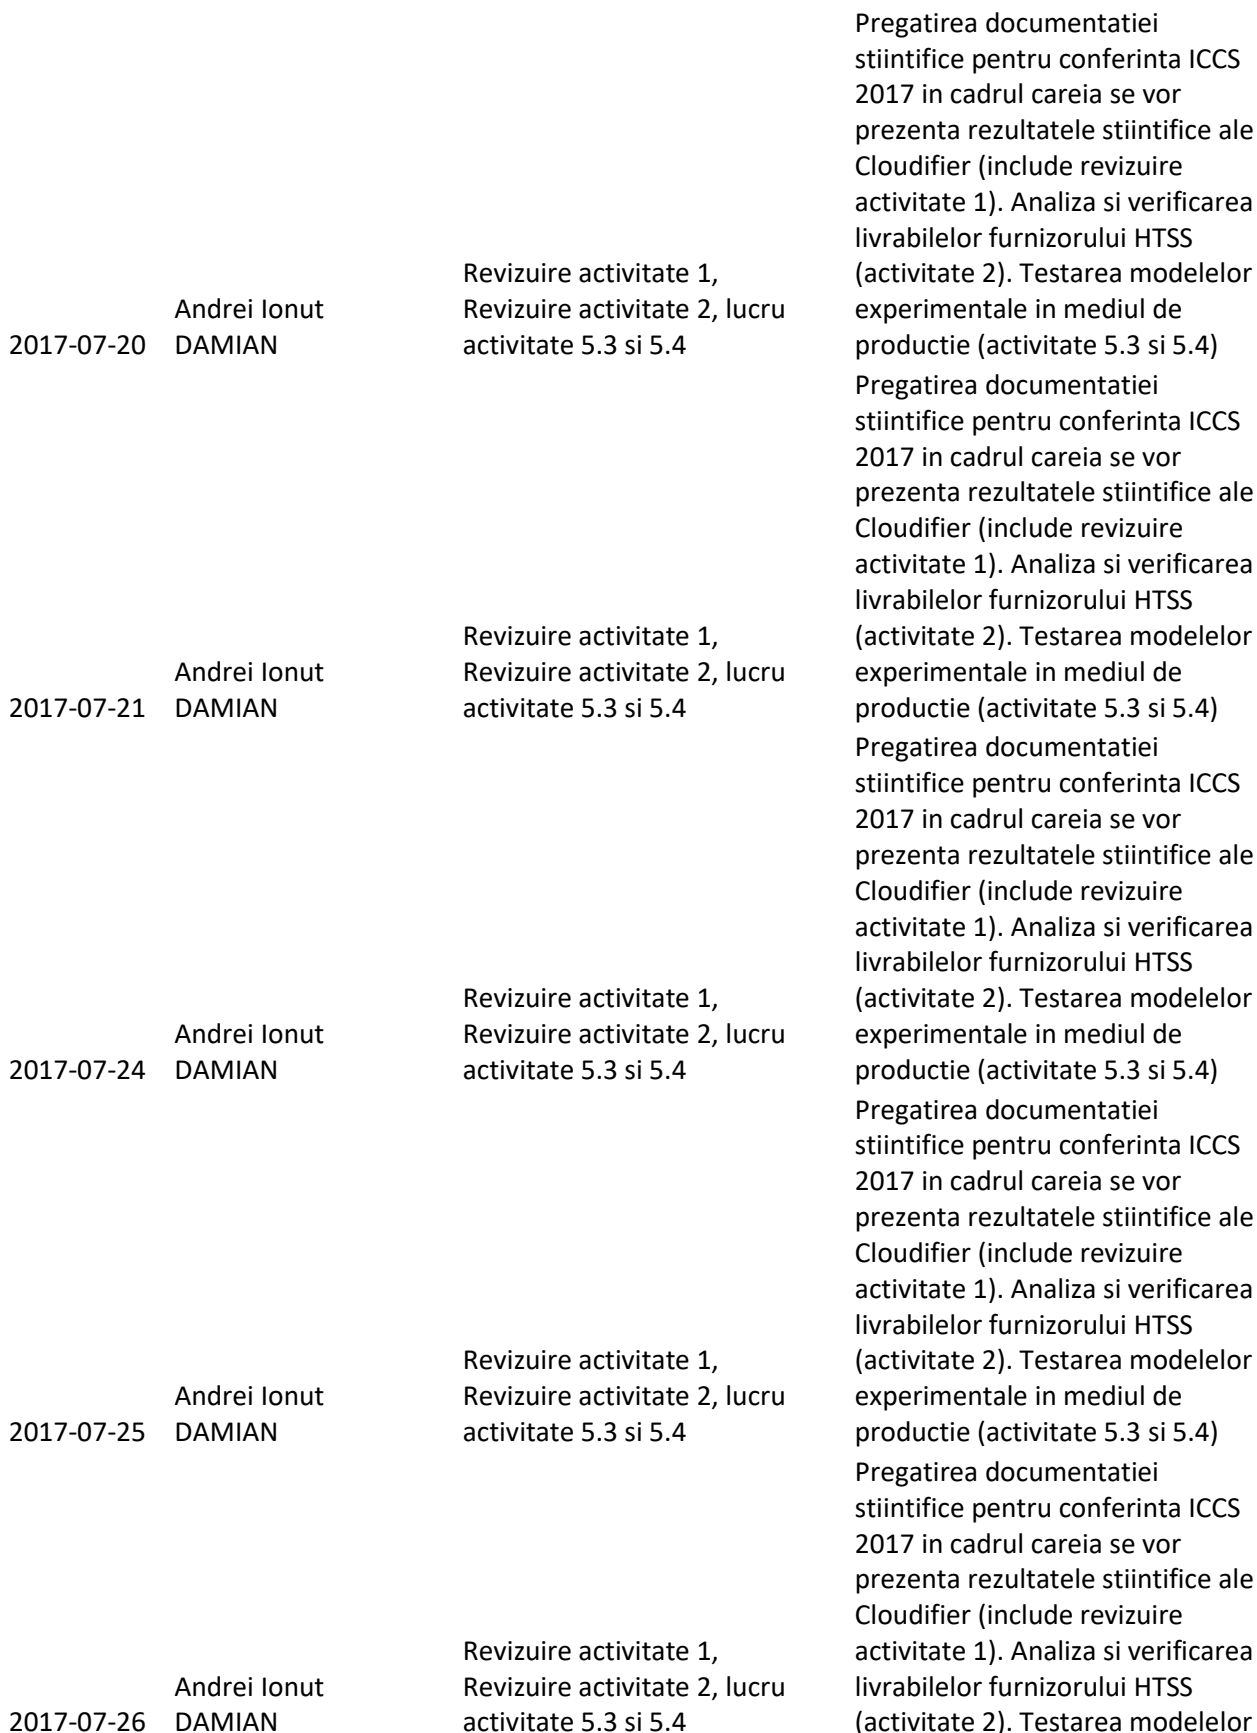 Pregatirea documentatiei
stiintifice pentru conferinta ICCS
2017 in cadrul careia se vor
prezenta rezultatele stiintifice ale
Cloudifier (include revizuire
activitate 1). Analiza si verificarea
livrabilelor furnizorului HTSS
Revizuire activitate 1, (activitate 2). Testarea modelelor
Andrei Ionut Revizuire activitate 2, lucru experimentale in mediul de
2017-07-20 DAMIAN activitate 5.3 si 5.4 productie (activitate 5.3 si 5.4)
Pregatirea documentatiei
stiintifice pentru conferinta ICCS
2017 in cadrul careia se vor
prezenta rezultatele stiintifice ale
Cloudifier (include revizuire
activitate 1). Analiza si verificarea
livrabilelor furnizorului HTSS
Revizuire activitate 1, (activitate 2). Testarea modelelor
Andrei Ionut Revizuire activitate 2, lucru experimentale in mediul de
2017-07-21 DAMIAN activitate 5.3 si 5.4 productie (activitate 5.3 si 5.4)
Pregatirea documentatiei
stiintifice pentru conferinta ICCS
2017 in cadrul careia se vor
prezenta rezultatele stiintifice ale
Cloudifier (include revizuire
activitate 1). Analiza si verificarea
livrabilelor furnizorului HTSS
Revizuire activitate 1, (activitate 2). Testarea modelelor
Andrei Ionut Revizuire activitate 2, lucru experimentale in mediul de
2017-07-24 DAMIAN activitate 5.3 si 5.4 productie (activitate 5.3 si 5.4)
Pregatirea documentatiei
stiintifice pentru conferinta ICCS
2017 in cadrul careia se vor
prezenta rezultatele stiintifice ale
Cloudifier (include revizuire
activitate 1). Analiza si verificarea
livrabilelor furnizorului HTSS
Revizuire activitate 1, (activitate 2). Testarea modelelor
Andrei Ionut Revizuire activitate 2, lucru experimentale in mediul de
2017-07-25 DAMIAN activitate 5.3 si 5.4 productie (activitate 5.3 si 5.4)
Pregatirea documentatiei
stiintifice pentru conferinta ICCS
2017 in cadrul careia se vor
prezenta rezultatele stiintifice ale
Cloudifier (include revizuire
Revizuire activitate 1, activitate 1). Analiza si verificarea
Andrei Ionut Revizuire activitate 2, lucru livrabilelor furnizorului HTSS
2017-07-26 DAMIAN activitate 5.3 si 5.4 (activitate 2). Testarea modelelor